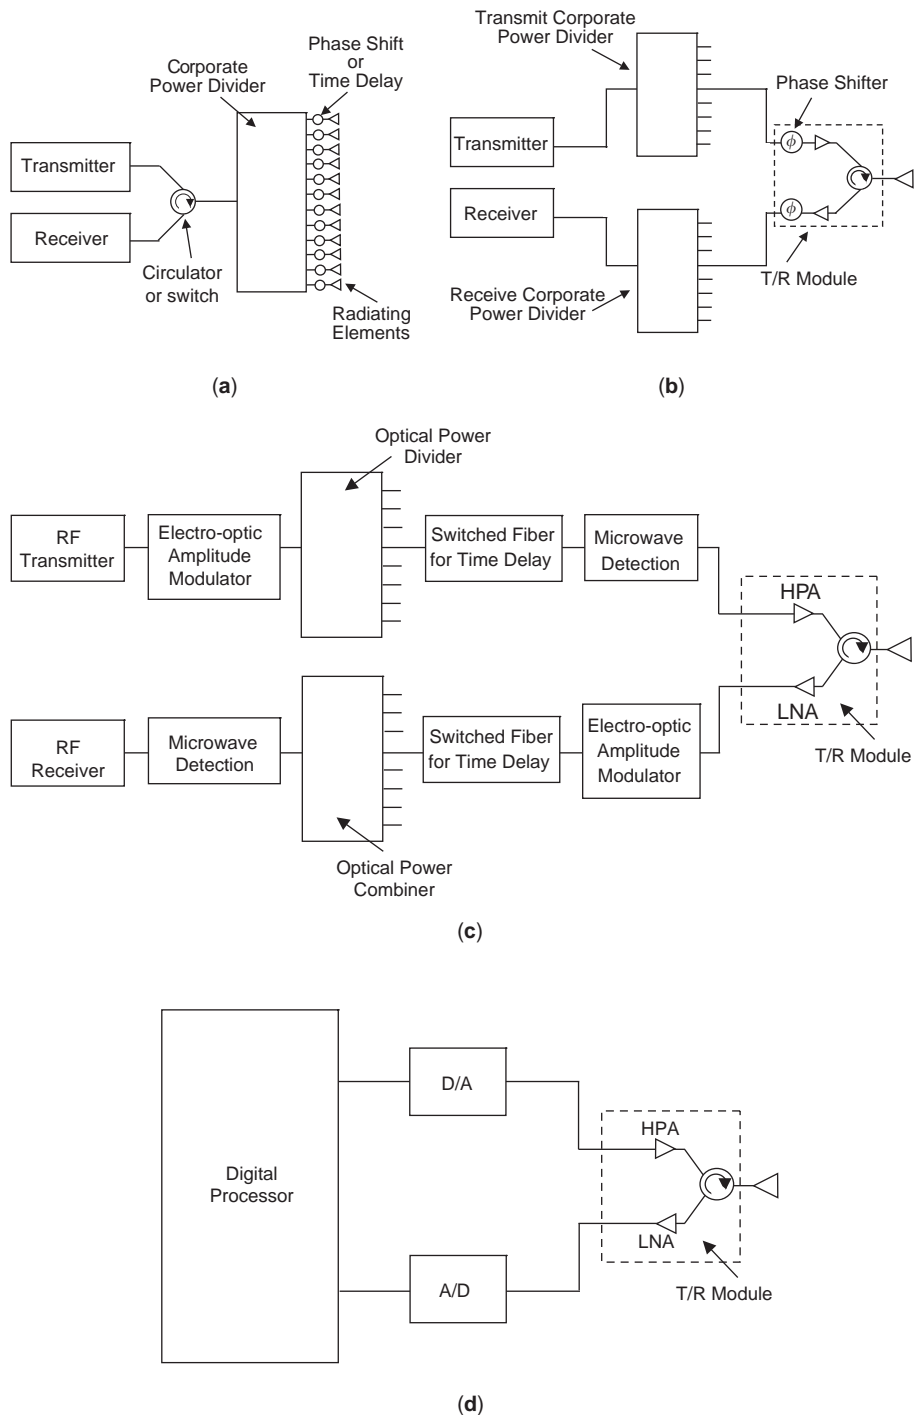 Phase Shift
or
Time Delay
Corporate
Power Divider
Transmitter
Receiver
Circulator
or switch
Radiating
Elements
(a)
Transmit Corporate
Power Divider
Phase Shifter
Transmitter
ϕ
Receiver
ϕ
T/R Module
Receive Corporate
Power Divider
(b)
Optical Power
Divider
RF
Transmitter
Electro-optic
Amplitude
Modulator
Switched Fiber
for Time Delay
Microwave
Detection
HPA
LNA
T/R Module
RF
Receiver
Microwave
Detection
Switched Fiber
for Time Delay
Electro-optic
Amplitude
Modulator
Optical Power
Combiner
(c)
Digital
Processor
D/A
HPA
LNA
A/D
T/R Module
(d)